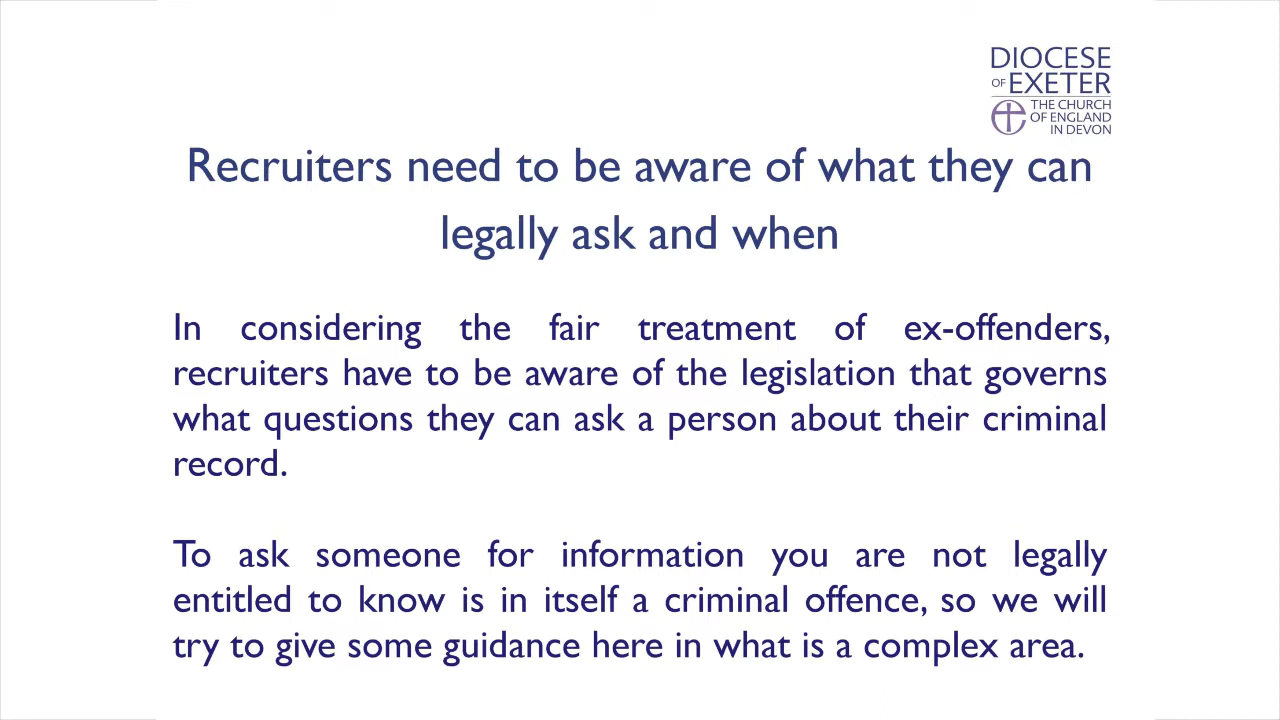 DIOCESE
OF EXETER
THE CHURCH
OF ENGLAND
IN DEVON
Recruiters need to be aware of what they can
legally ask and when
In considering the fair treatment of ex-offenders,
recruiters have to be aware of the legislation that governs
what questions they can ask a person about their criminal
record.
To ask someone for information you are not legally
entitled to know is in itself a criminal offence, so we will
try to give some guidance here in what is a complex area.